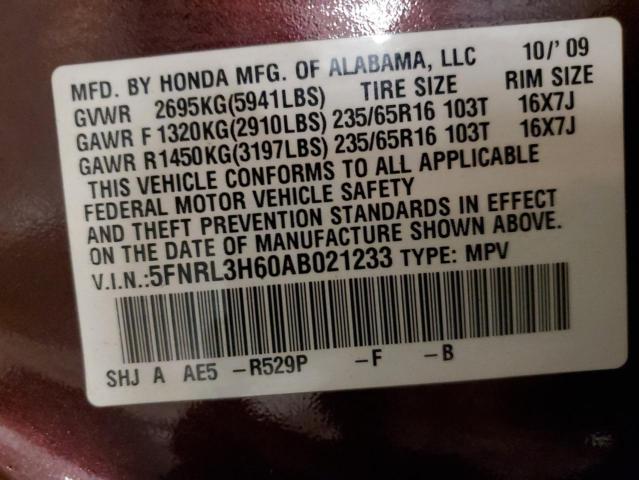 MFD. BY HONDA MFG. OF ALABAMA, LLC 10/'09
GVWR 2695KG(5941LBS) TIRE SIZE RIM SIZE
GAWR F 1320KG(2910LBS) 235/65R16 103T 16X7J
GAWR R1450KG(3197LBS) 235/65R16 103T 16X7J
THIS VEHICLE CONFORMS TO ALL APPLICABLE
FEDERAL MOTOR VEHICLE SAFETY
AND THEFT PREVENTION STANDARDS IN EFFECT
ON THE DATE OF MANUFACTURE SHOWN ABOVE.
V.I.N.:5FNRL3H60AB021233 TYPE: MPV
SHJ A AE5 -R529P -F -B